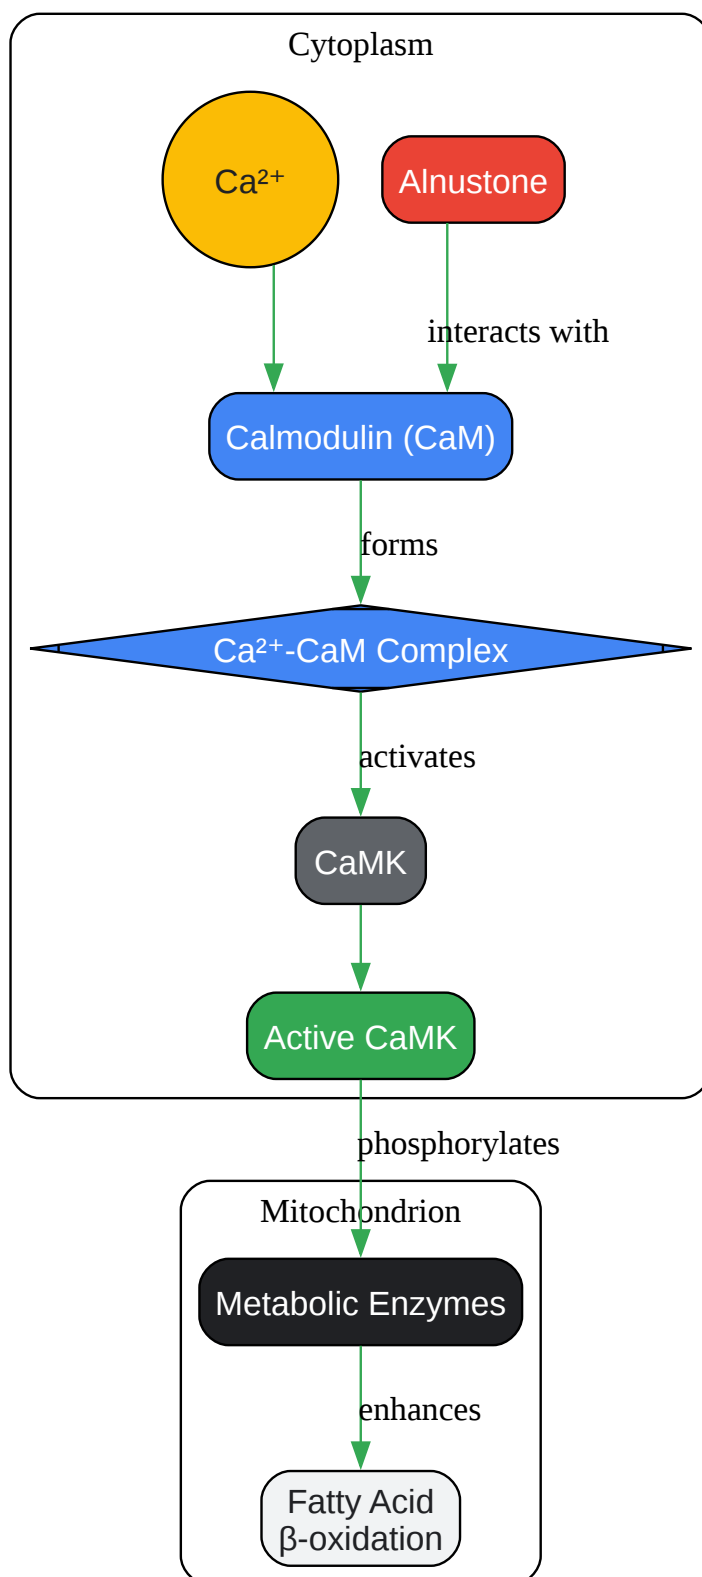 Cytoplasm
Ca²⁺
Alnustone
interacts with
Calmodulin (CaM)
forms
Ca²⁺-CaM Complex
activates
CaMK
Active CaMK
phosphorylates
Mitochondrion
Metabolic Enzymes
enhances
Fatty Acid
β-oxidation